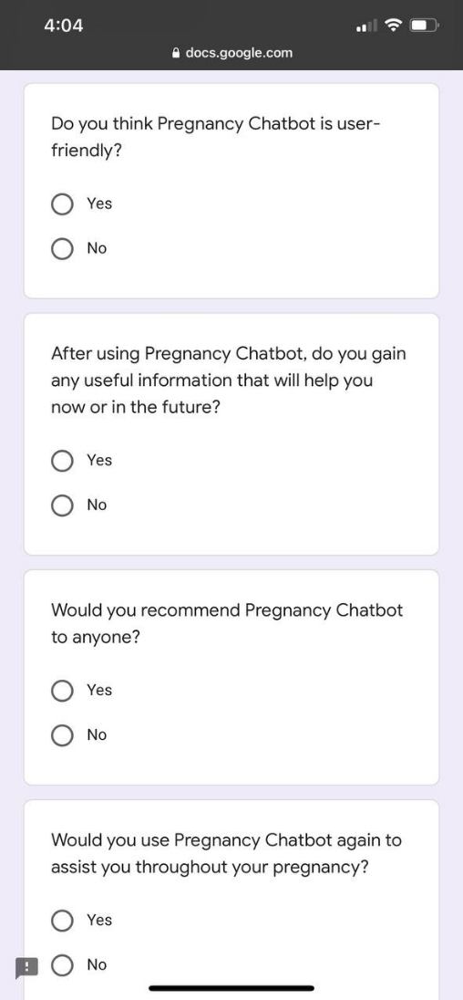 4:04
docs.google.com
Do you think Pregnancy Chatbot is user-
friendly?
Yes
No
After using Pregnancy Chatbot, do you gain
any useful information that will help you
now or in the future?
Yes
No
Would you recommend Pregnancy Chatbot
to anyone?
Yes
No
Would you use Pregnancy Chatbot again to
assist you throughout your pregnancy?
Yes
No